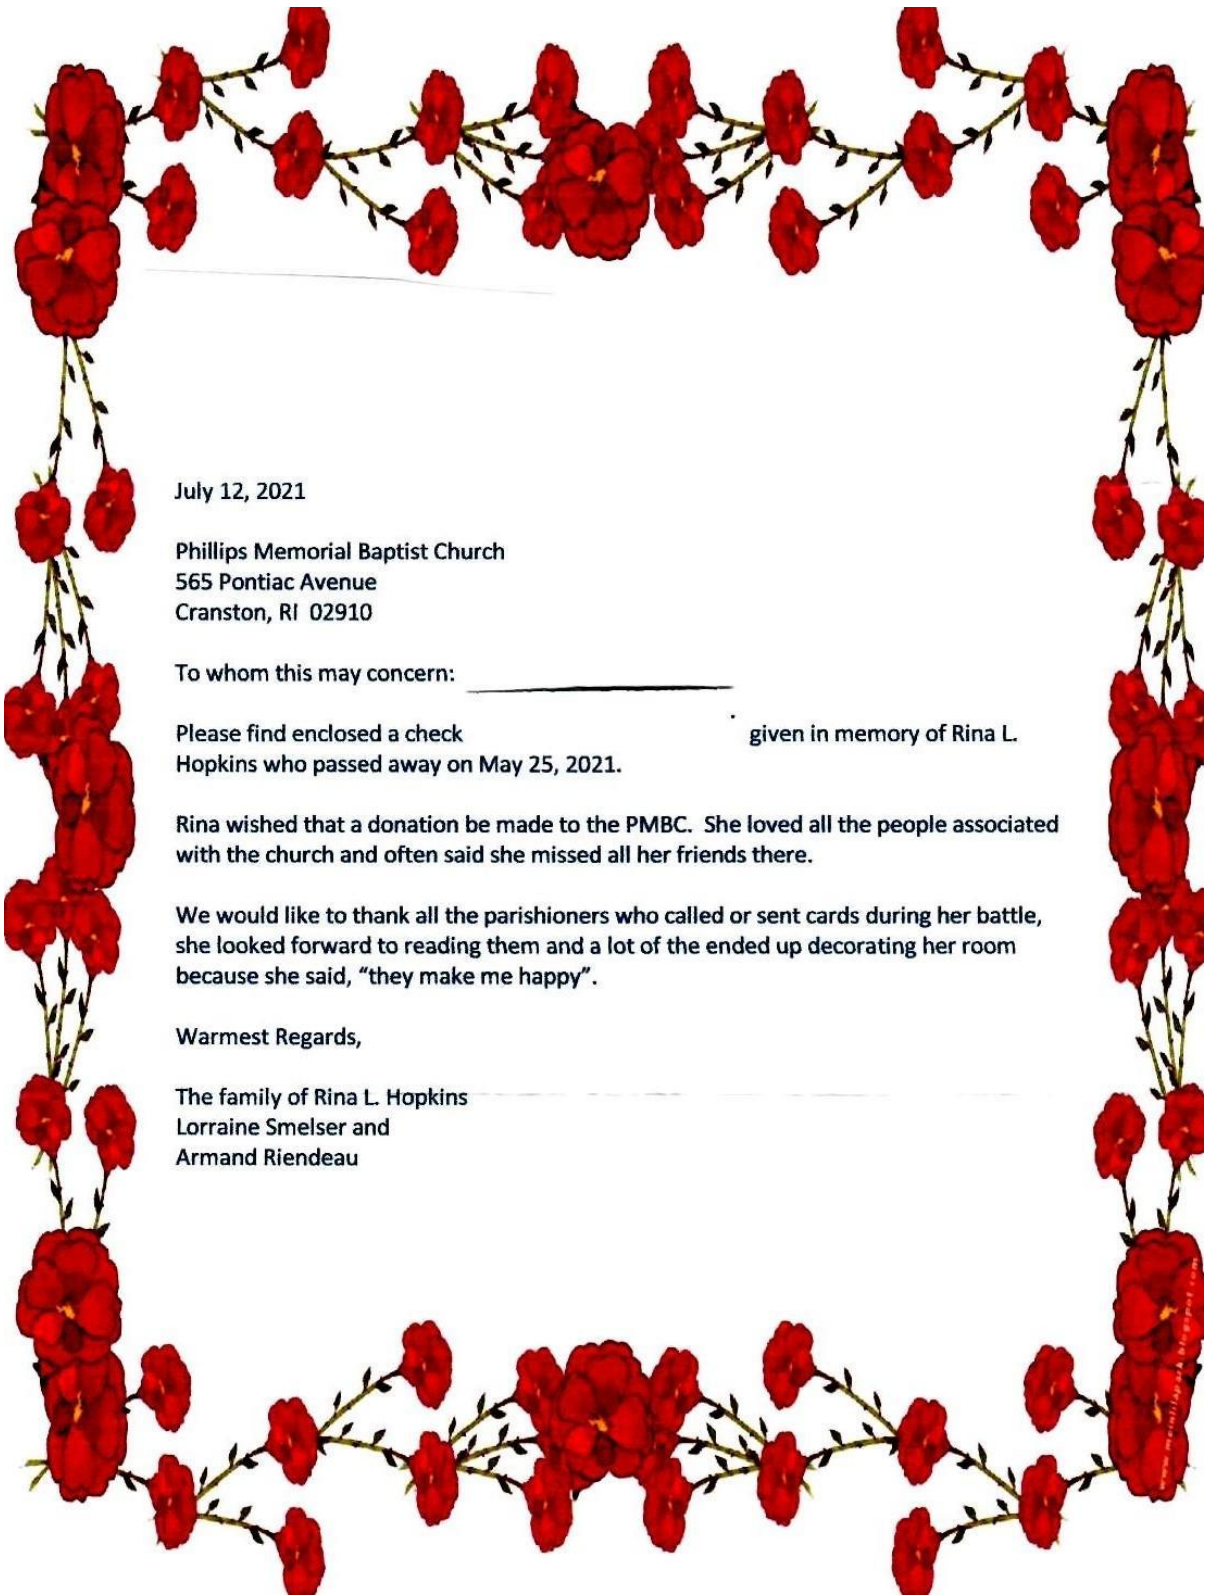 July 12, 2021
Phillips Memorial Baptist Church
565 Pontiac Avenue
Cranston, RI 02910
To whom this may concern:
Please find enclosed a check given in memory of Rina L.
Hopkins who passed away on May 25, 2021.
Rina wished that a donation be made to the PMBC. She loved all the people associated
with the church and often said she missed all her friends there.
We would like to thank all the parishioners who called or sent cards during her battle,
she looked forward to reading them and a lot of the ended up decorating her room
because she said, “they make me happy”.
Warmest Regards,
The family of Rina L. Hopkins
Lorraine Smelser and
Armand Riendeau